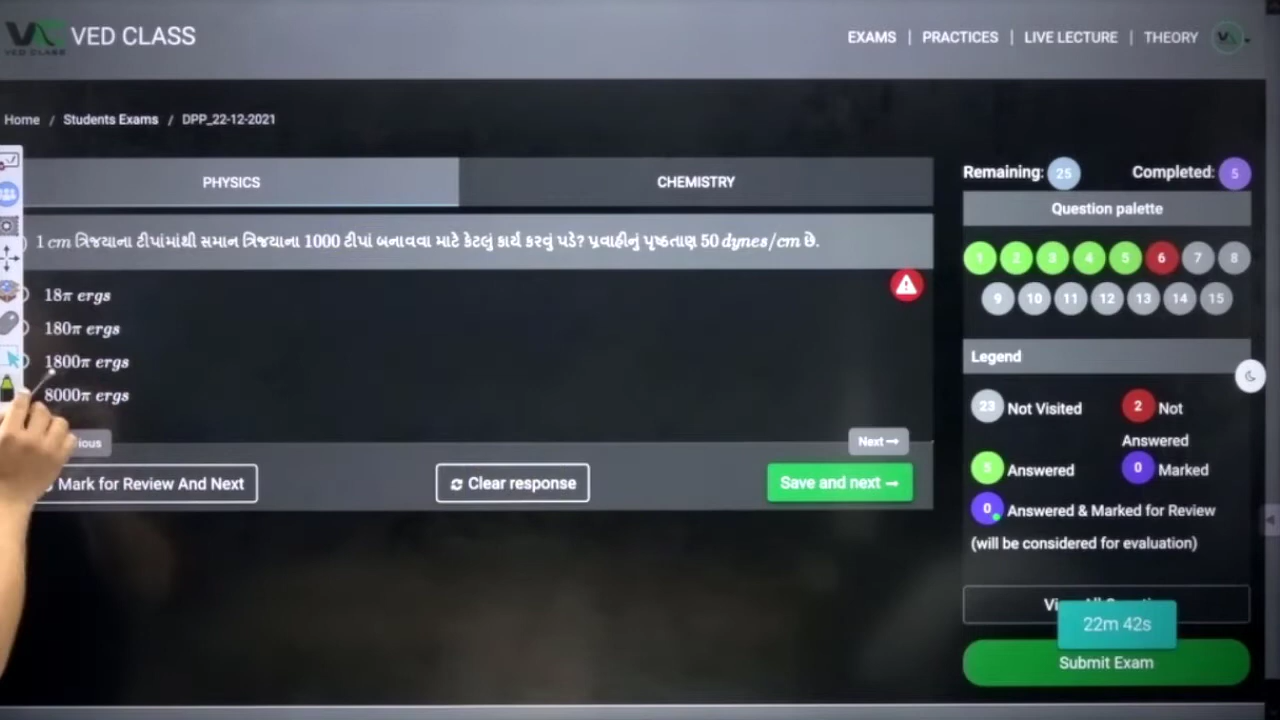 VED CLASS
VED CLASS
EXAMS | PRACTICES | LIVE LECTURE | THEORY
Home / Students Exams / DPP_22-12-2021
PHYSICS
CHEMISTRY
1 cm ત્રિજ્યાના ટીપાંમાંથી સમાન ત્રિજ્યાના 1000 ટીપાં બનાવવા માટે કેટલું કાર્ય કરવું પડે? પ્રવાહીનું પૃષ્ઠતાણ 50 dynes/cm છે.
18π ergs
180π ergs
1800π ergs
8000π ergs
Next →
Mark for Review And Next
Clear response
Save and next →
Remaining: 25
Completed: 5
Question palette
1 2 3 4 5 6 7 8
9 10 11 12 13 14 15
Legend
23 Not Visited
2 Not Answered
5 Answered
0 Marked
0 Answered & Marked for Review
(will be considered for evaluation)
22m 42s
Submit Exam